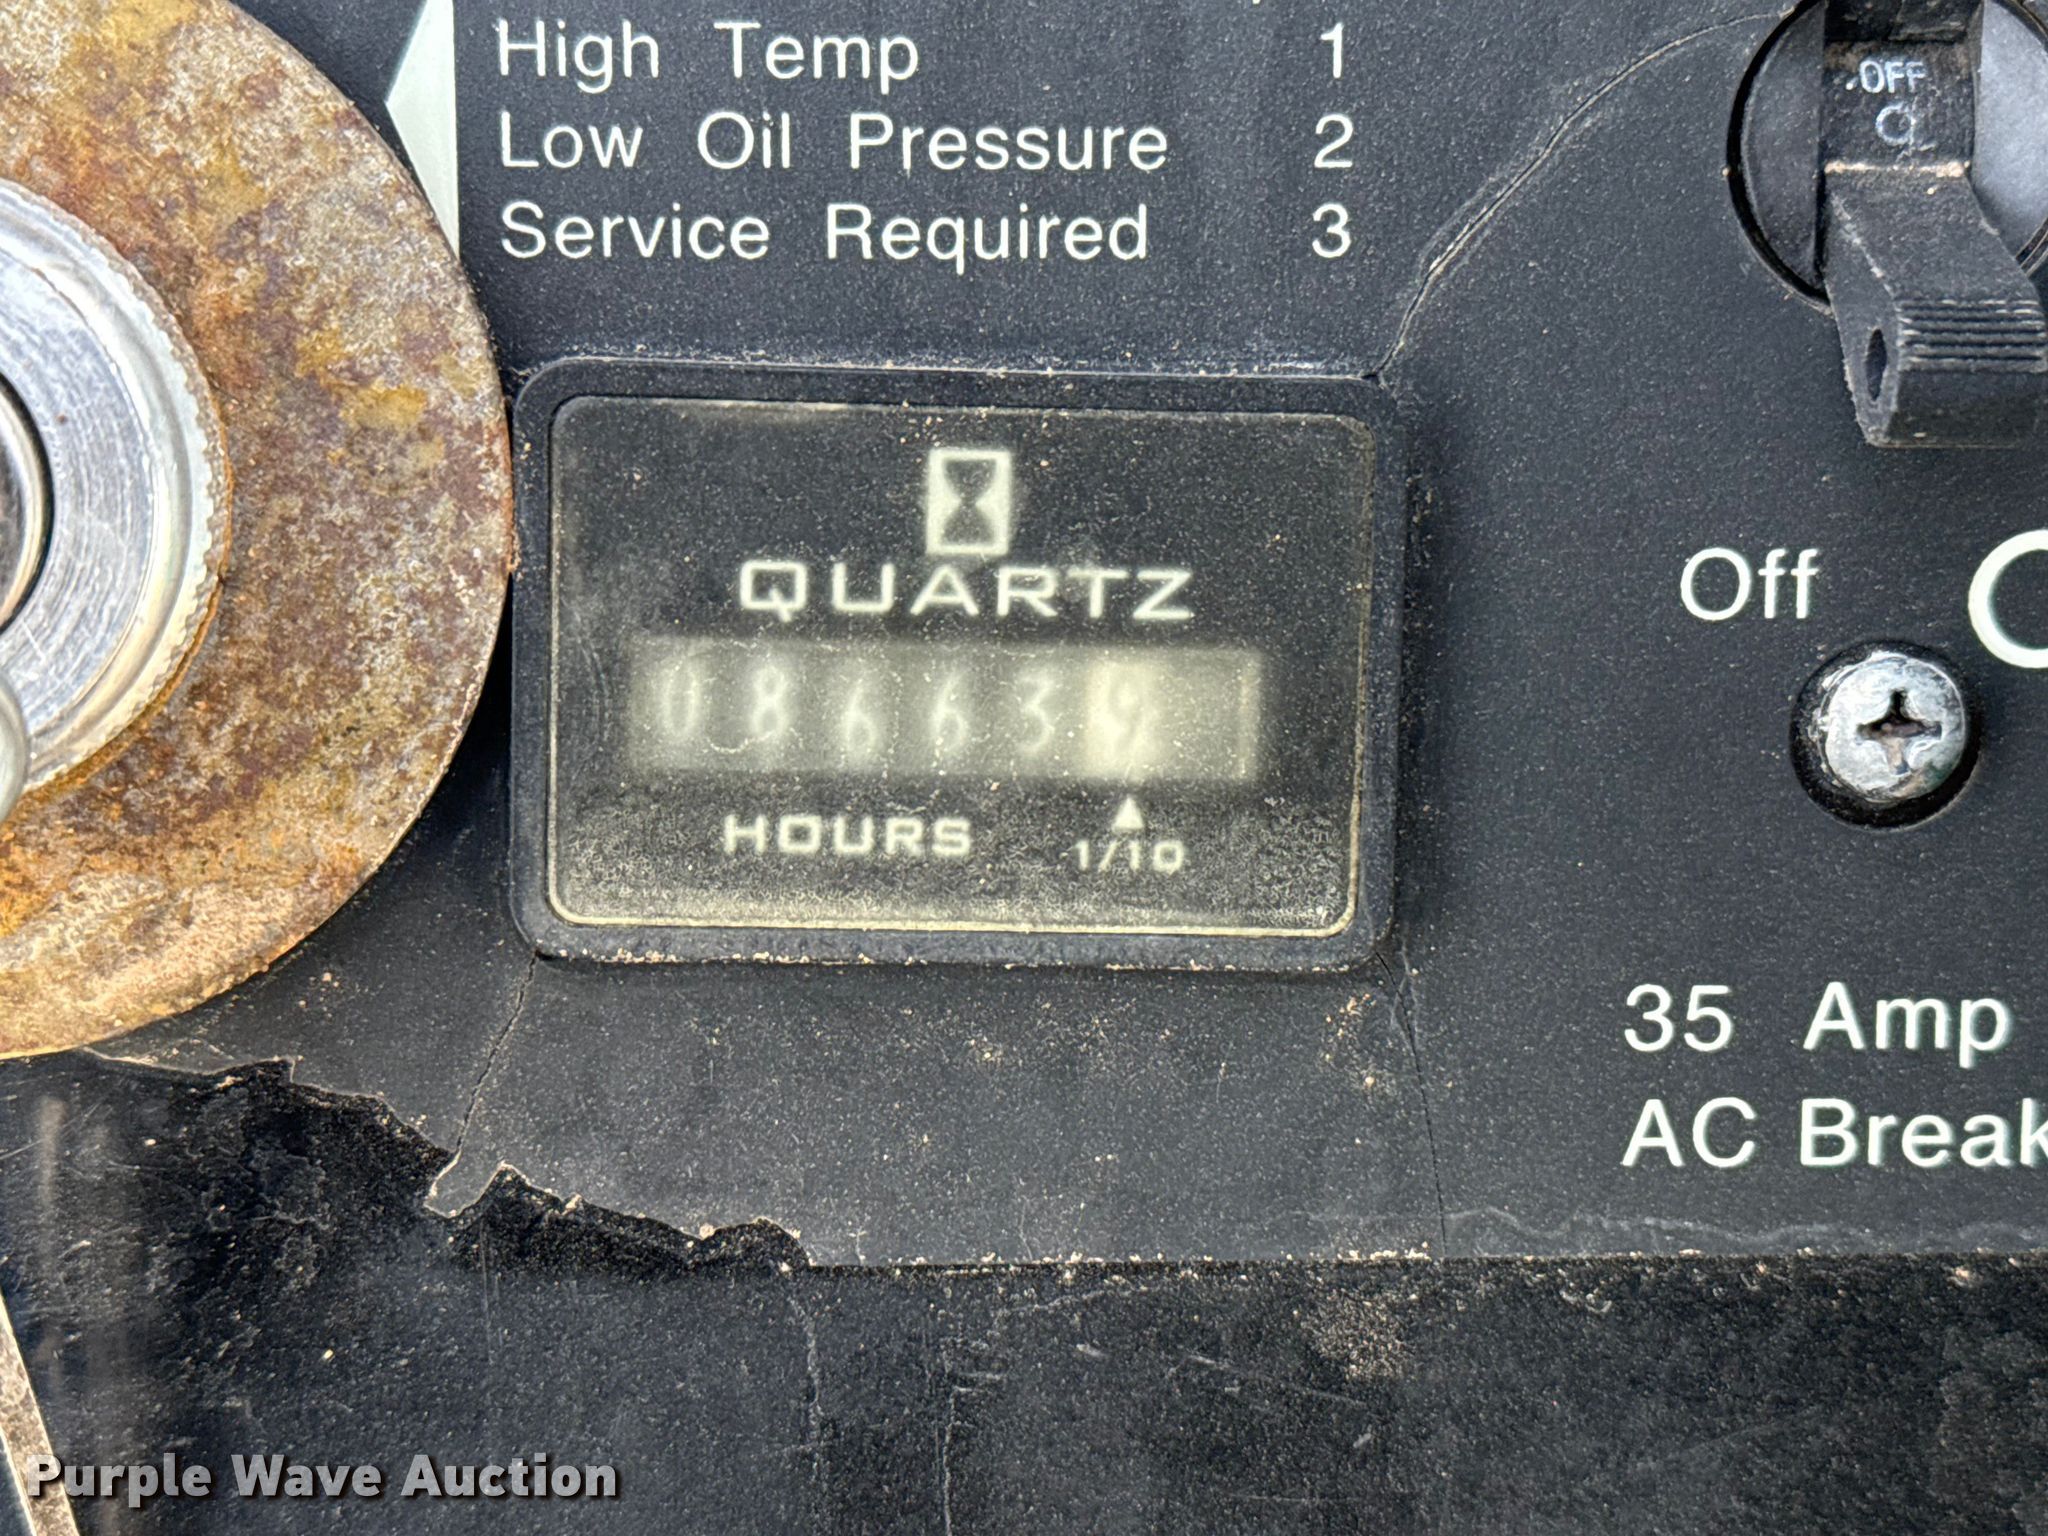 High Temp 1
Low Oil Pressure 2
Service Required 3
OFF
QUARTZ
086639
HOURS
1/10
Off
35 Amp
AC Break
Purple Wave Auction